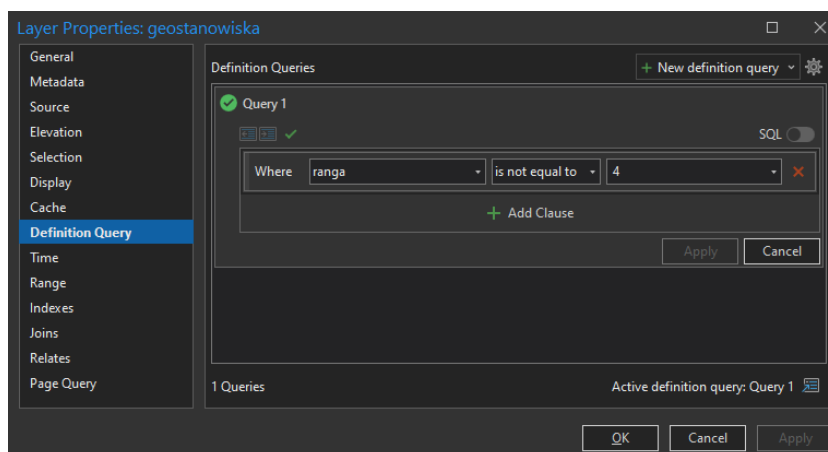 Layer Properties: geostanowiska
General
Metadata
Source
Elevation
Selection
Display
Cache
Definition Query
Time
Range
Indexes
Joins
Relates
Page Query
Definition Queries
New definition query
Query 1
SQL
Where ranga is not equal to 4
Add Clause
Apply Cancel
1 Queries
Active definition query: Query 1
OK Cancel Apply